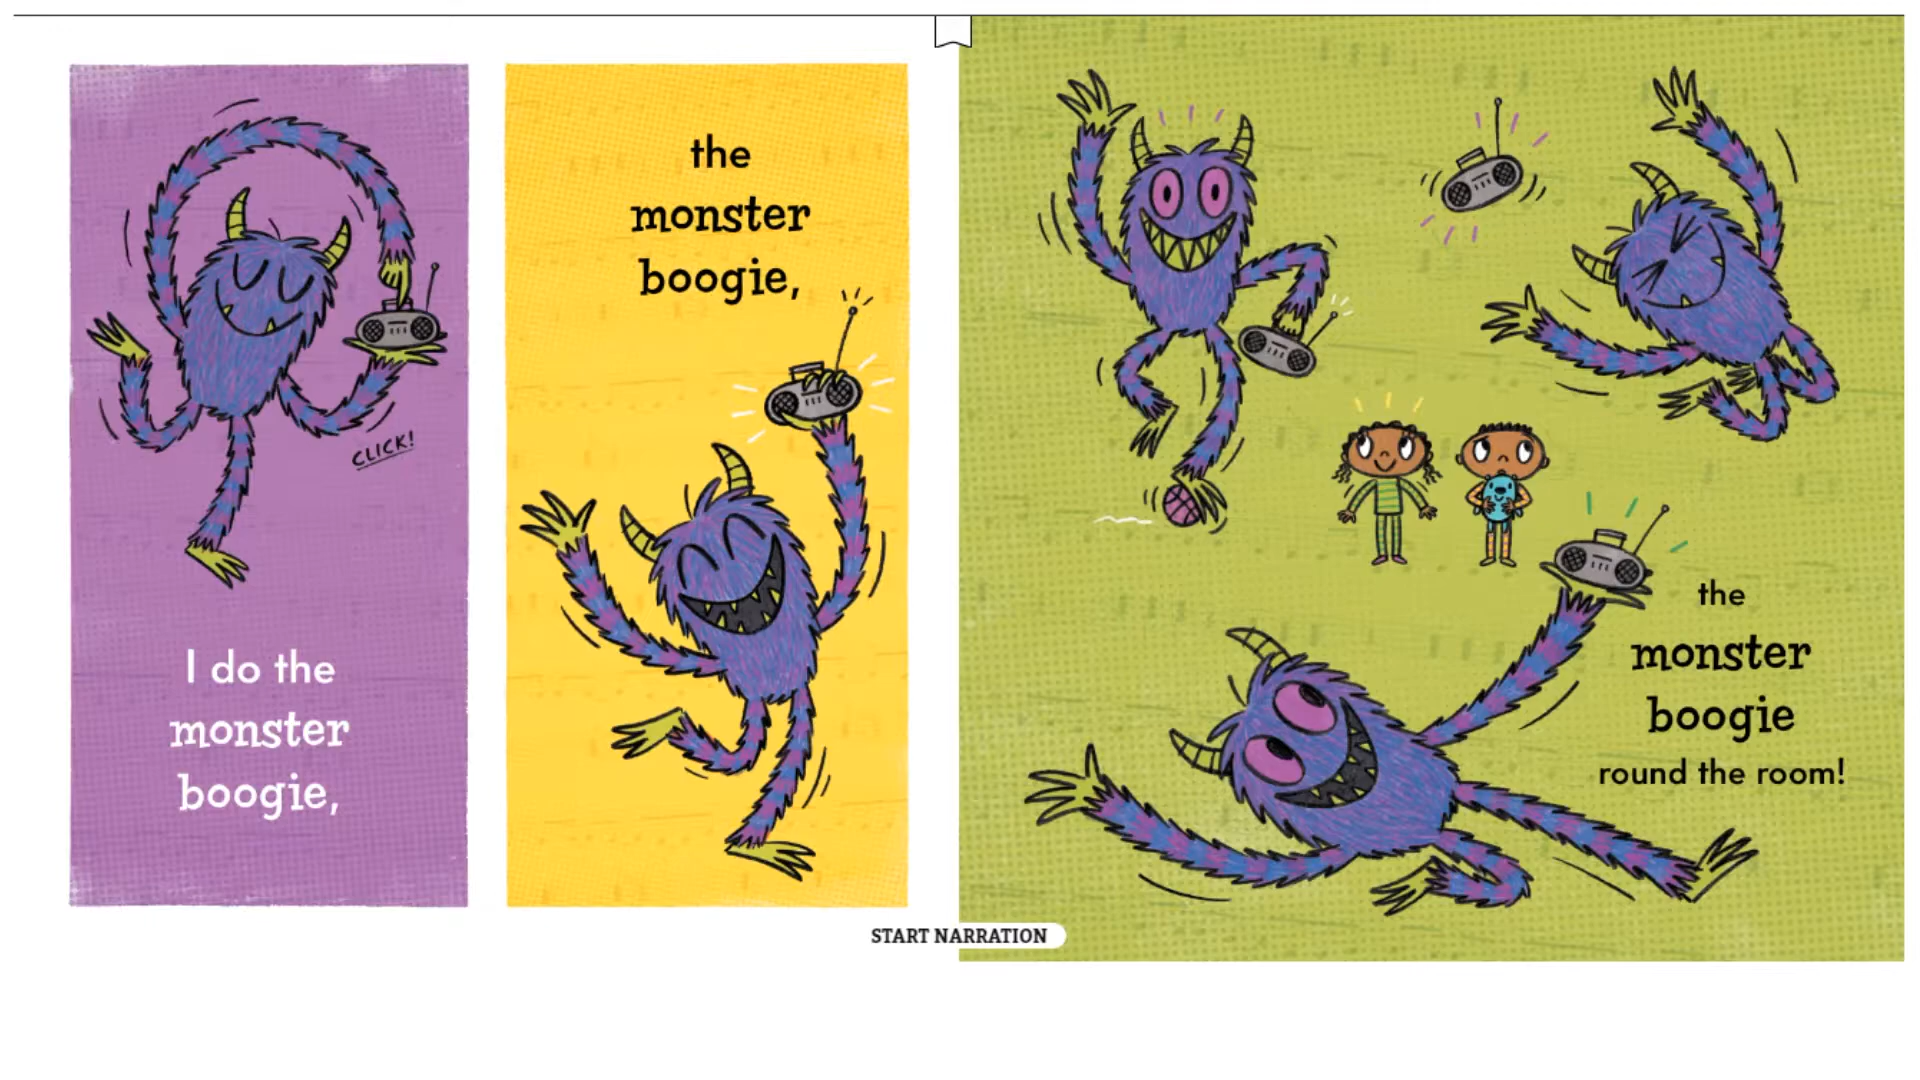 I do the
monster
boogie,
CLICK!
the
monster
boogie,
the
monster
boogie
round the room!
START NARRATION